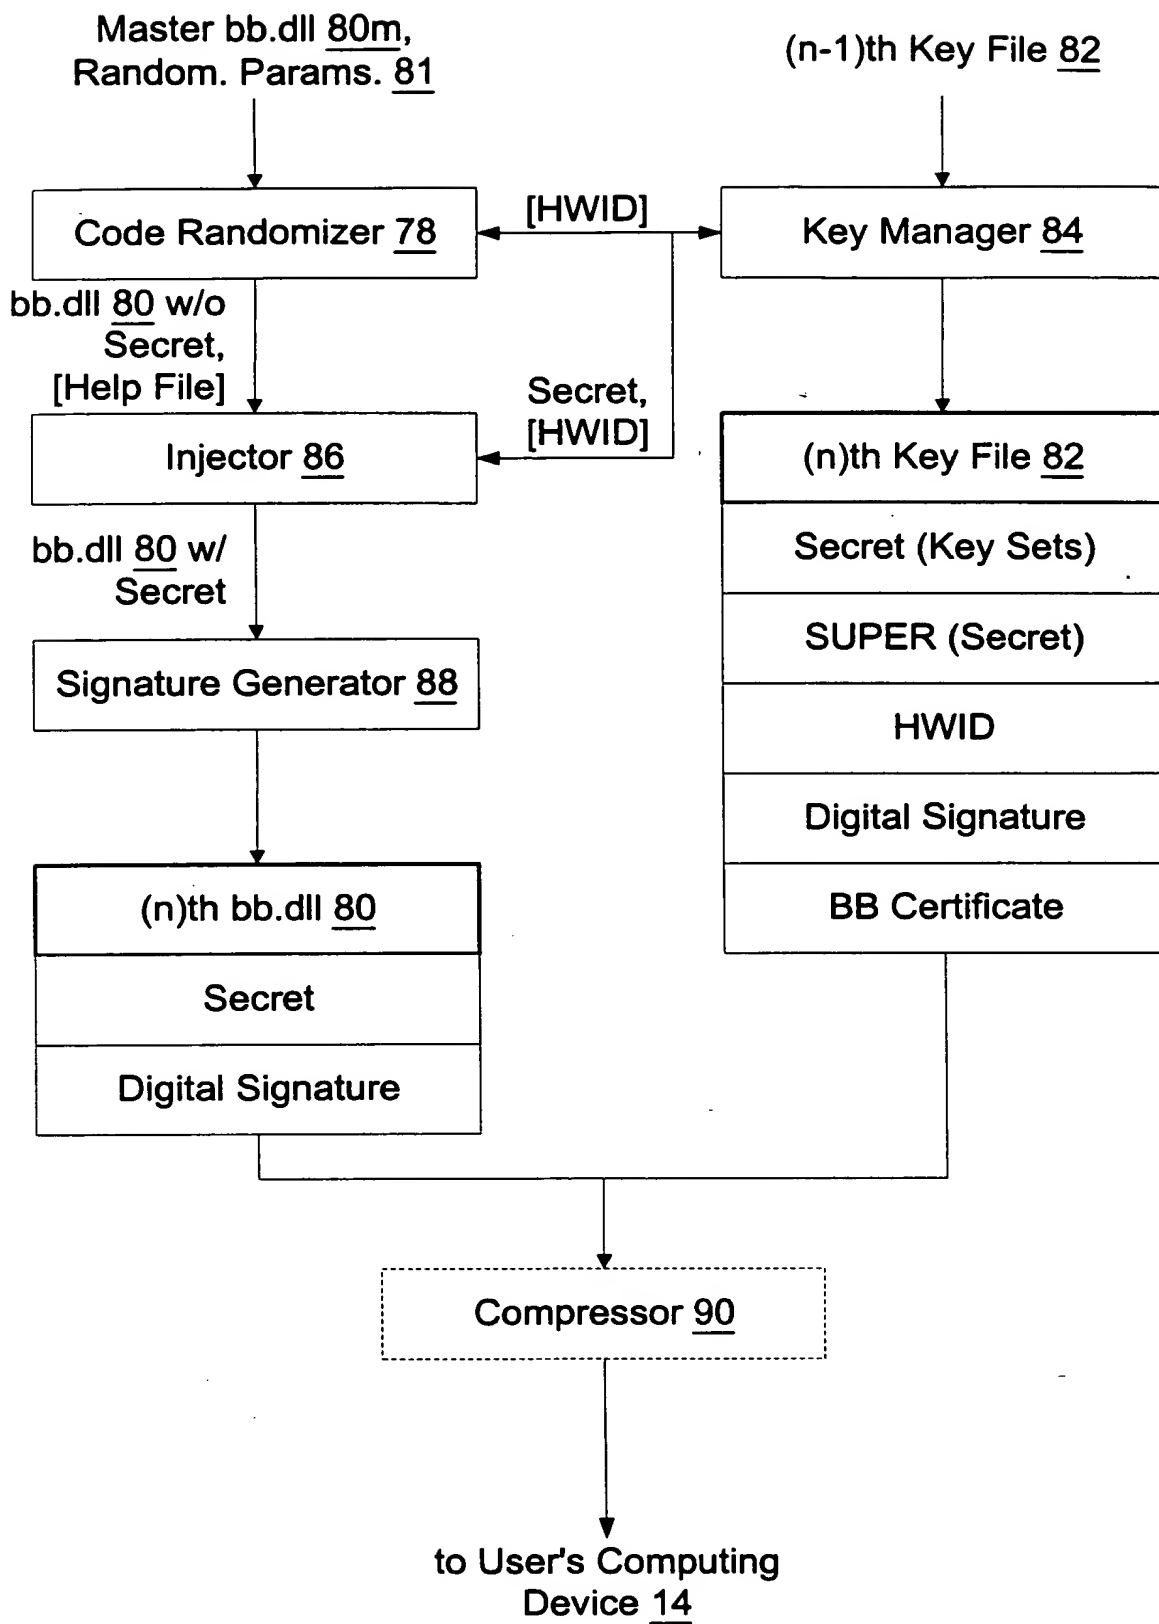 Master bb.dll 80m,
Random. Params. 81
(n-1)th Key File 82
Code Randomizer 78
[HWID]
Key Manager 84
bb.dll 80 w/o
Secret,
[Help File]
Secret,
[HWID]
Injector 86
(n)th Key File 82
Secret (Key Sets)
SUPER (Secret)
HWID
Digital Signature
BB Certificate
bb.dll 80 w/
Secret
Signature Generator 88
(n)th bb.dll 80
Secret
Digital Signature
Compressor 90
to User's Computing
Device 14